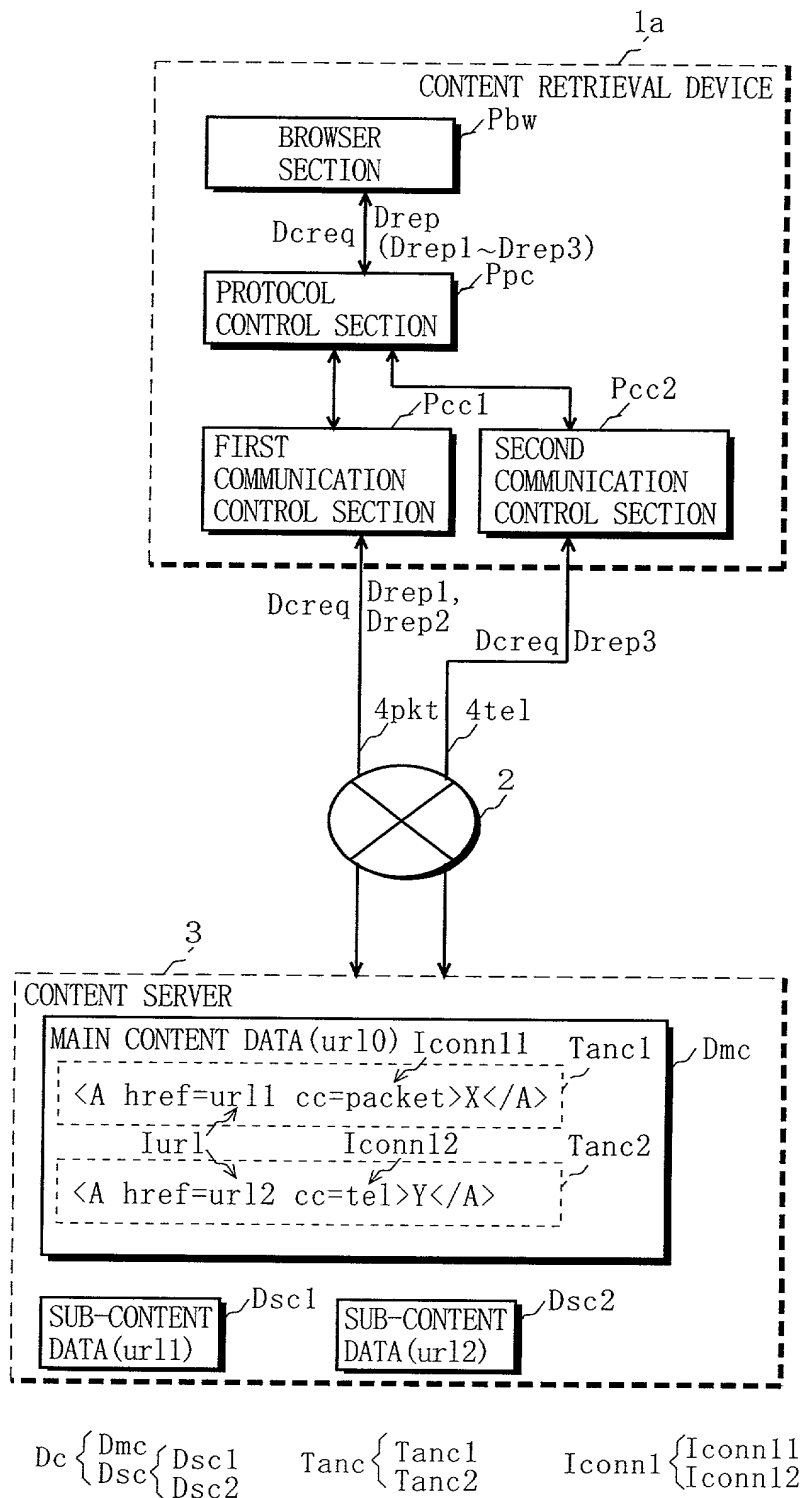 1a
CONTENT RETRIEVAL DEVICE
Pbw
BROWSER
SECTION
Dcreq
Drep
(Drep1~Drep3)
Ppc
PROTOCOL
CONTROL SECTION
Pcc1
Pcc2
FIRST
COMMUNICATION
CONTROL SECTION
SECOND
COMMUNICATION
CONTROL SECTION
Dcreq
Drep1,
Drep2
Dcreq
Drep3
4pkt
4tel
2
3
CONTENT SERVER
MAIN CONTENT DATA(url0)
Iconn11
Tanc1
Dmc
<A href=url1 cc=packet>X</A>
Iurl
Iconn12
Tanc2
<A href=url2 cc=tel>Y</A>
Dsc1
SUB-CONTENT
DATA(url1)
Dsc2
SUB-CONTENT
DATA(url2)
Dc { Dmc
Dsc { Dsc1
Dsc2
Tanc { Tanc1
Tanc2
Iconn1 { Iconn11
Iconn12